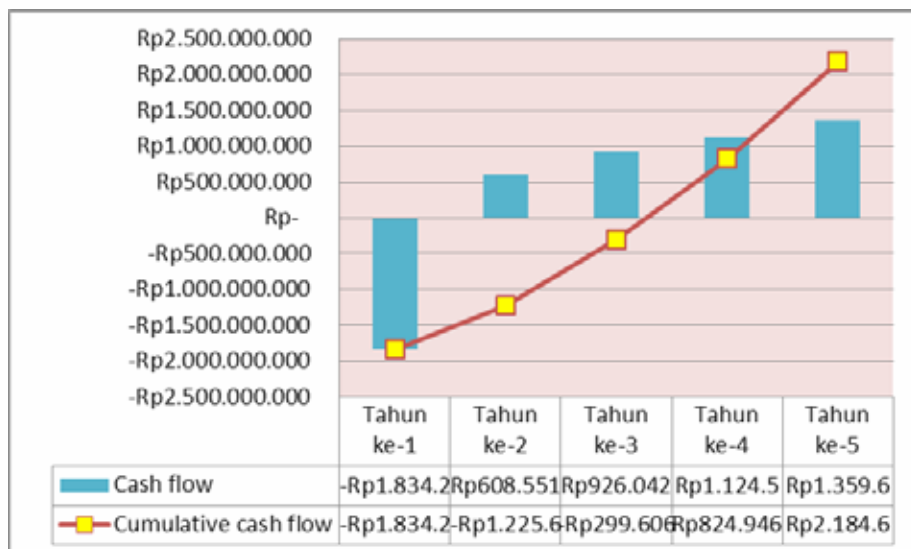 Rp2.500.000.000
Rp2.000.000.000
Rp1.500.000.000
Rp1.000.000.000
Rp500.000.000
Rp-
-Rp500.000.000
-Rp1.000.000.000
-Rp1.500.000.000
-Rp2.000.000.000
-Rp2.500.000.000
Tahun ke-1 Tahun ke-2 Tahun ke-3 Tahun ke-4 Tahun ke-5
Cash flow -Rp1.834.2 Rp608.551 Rp926.042 Rp1.124.5 Rp1.359.6
Cumulative cash flow -Rp1.834.2 -Rp1.225.6 -Rp299.606 Rp824.946 Rp2.184.6